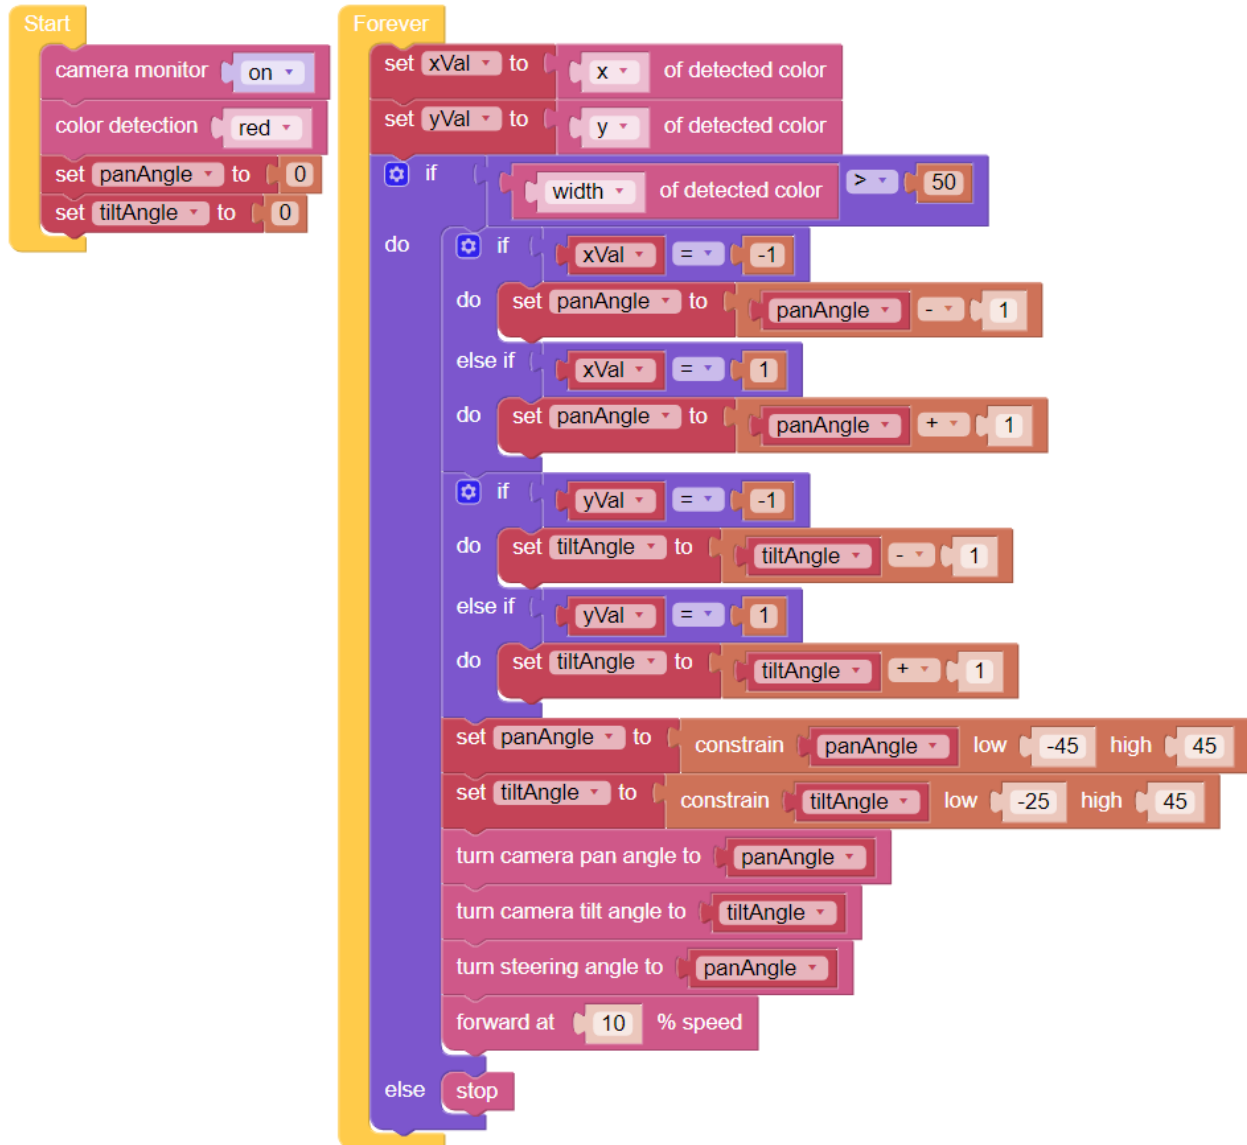 Start
camera monitor on
color detection red
set panAngle to 0
set tiltAngle to 0
Forever
set xVal to x of detected color
set yVal to y of detected color
if width of detected color > 50
do if xVal = -1
do set panAngle to panAngle - 1
else if xVal = 1
do set panAngle to panAngle + 1
if yVal = -1
do set tiltAngle to tiltAngle - 1
else if yVal = 1
do set tiltAngle to tiltAngle + 1
set panAngle to constrain panAngle low -45 high 45
set tiltAngle to constrain tiltAngle low -25 high 45
turn camera pan angle to panAngle
turn camera tilt angle to tiltAngle
turn steering angle to panAngle
forward at 10 % speed
else stop